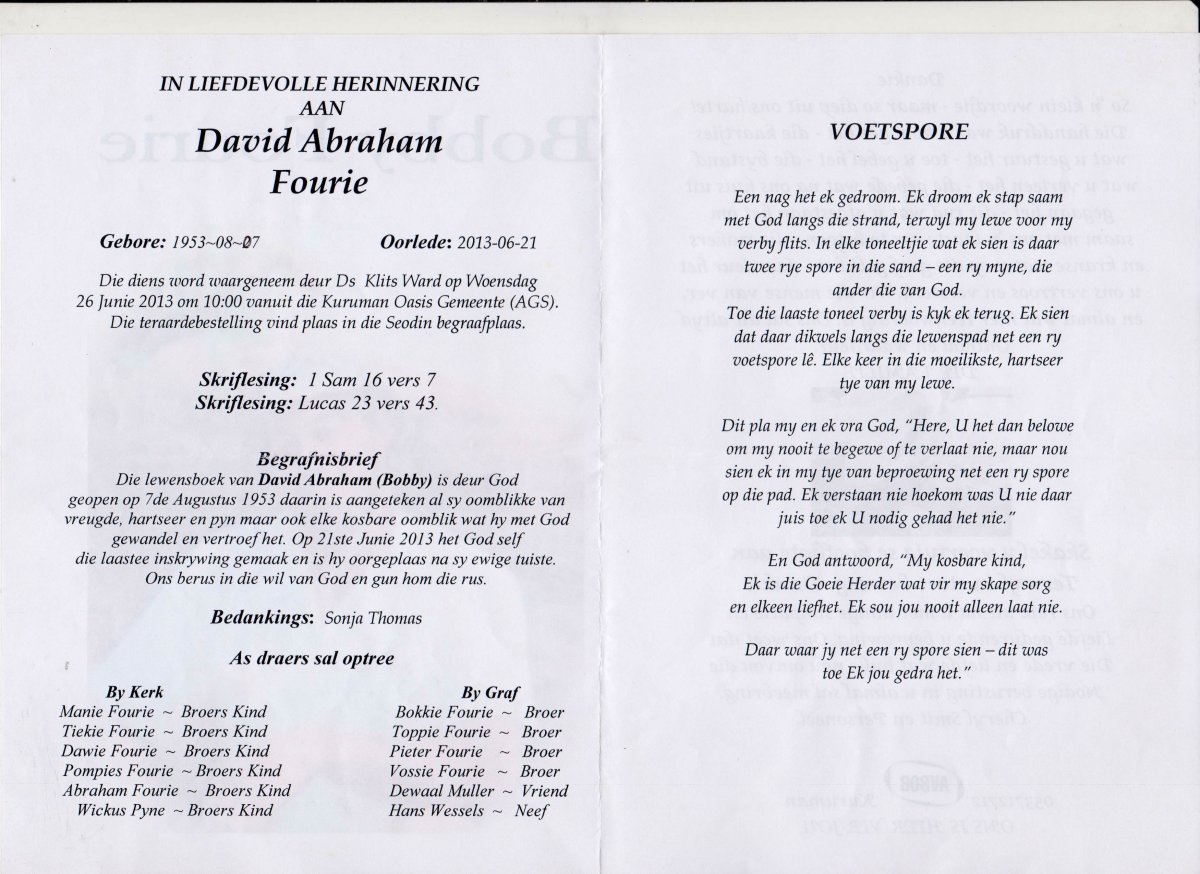 IN LIEFDEVOLLE HERINNERING
AAN
David Abraham
Fourie
Gebore: 1953~08~07
Oorlede: 2013-06-21
Die diens word waargeneem deur Ds Klits Ward op Woensdag
26 Junie 2013 om 10:00 vanuit die Kuruman Oasis Gemeente (AGS).
Die teraardebestelling vind plaas in die Seodin begraafplaas.
Skriflesing: 1 Sam 16 vers 7
Skriflesing: Lucas 23 vers 43.
Begrafnisbrief
Die lewensboek van David Abraham (Bobby) is deur God
geopen op 7de Augustus 1953 daarin is aangeteken al sy oomblikke van
vreugde, hartseer en pyn maar ook elke kosbare oomblik wat hy met God
gewandel en vertroef het. Op 21ste Junie 2013 het God self
die laastee inskrywing gemaak en is hy oorgeplaas na sy ewige tuiste.
Ons berus in die wil van God en gun hom die rus.
Bedankings: Sonja Thomas
As draers sal optree
By Kerk
Manie Fourie ~ Broers Kind
Tiekie Fourie ~ Broers Kind
Dawie Fourie ~ Broers Kind
Pompies Fourie ~ Broers Kind
Abraham Fourie ~ Broers Kind
Wickus Pyne ~ Broers Kind
By Graf
Bokkie Fourie ~ Broer
Toppie Fourie ~ Broer
Pieter Fourie ~ Broer
Vossie Fourie ~ Broer
Dewaal Muller ~ Vriend
Hans Wessels ~ Neef
VOETSPORE
Een nag het ek gedroom. Ek droom ek stap saam
met God langs die strand, terwyl my lewe voor my
verby flits. In elke toneeltjie wat ek sien is daar
twee rye spore in die sand – een ry myne, die
ander die van God.
Toe die laaste toneel verby is kyk ek terug. Ek sien
dat daar dikwels langs die lewenspad net een ry
voetspore lê. Elke keer in die moeilikste, hartseer
tye van my lewe.
Dit pla my en ek vra God, “Here, U het dan belowe
om my nooit te begewe of te verlaat nie, maar nou
sien ek in my tye van beproewing net een ry spore
op die pad. Ek verstaan nie hoekom was U nie daar
juis toe ek U nodig gehad het nie.”
En God antwoord, “My kosbare kind,
Ek is die Goeie Herder wat vir my skape sorg
en elkeen liefhet. Ek sou jou nooit alleen laat nie.
Daar waar jy net een ry spore sien – dit was
toe Ek jou gedra het.”